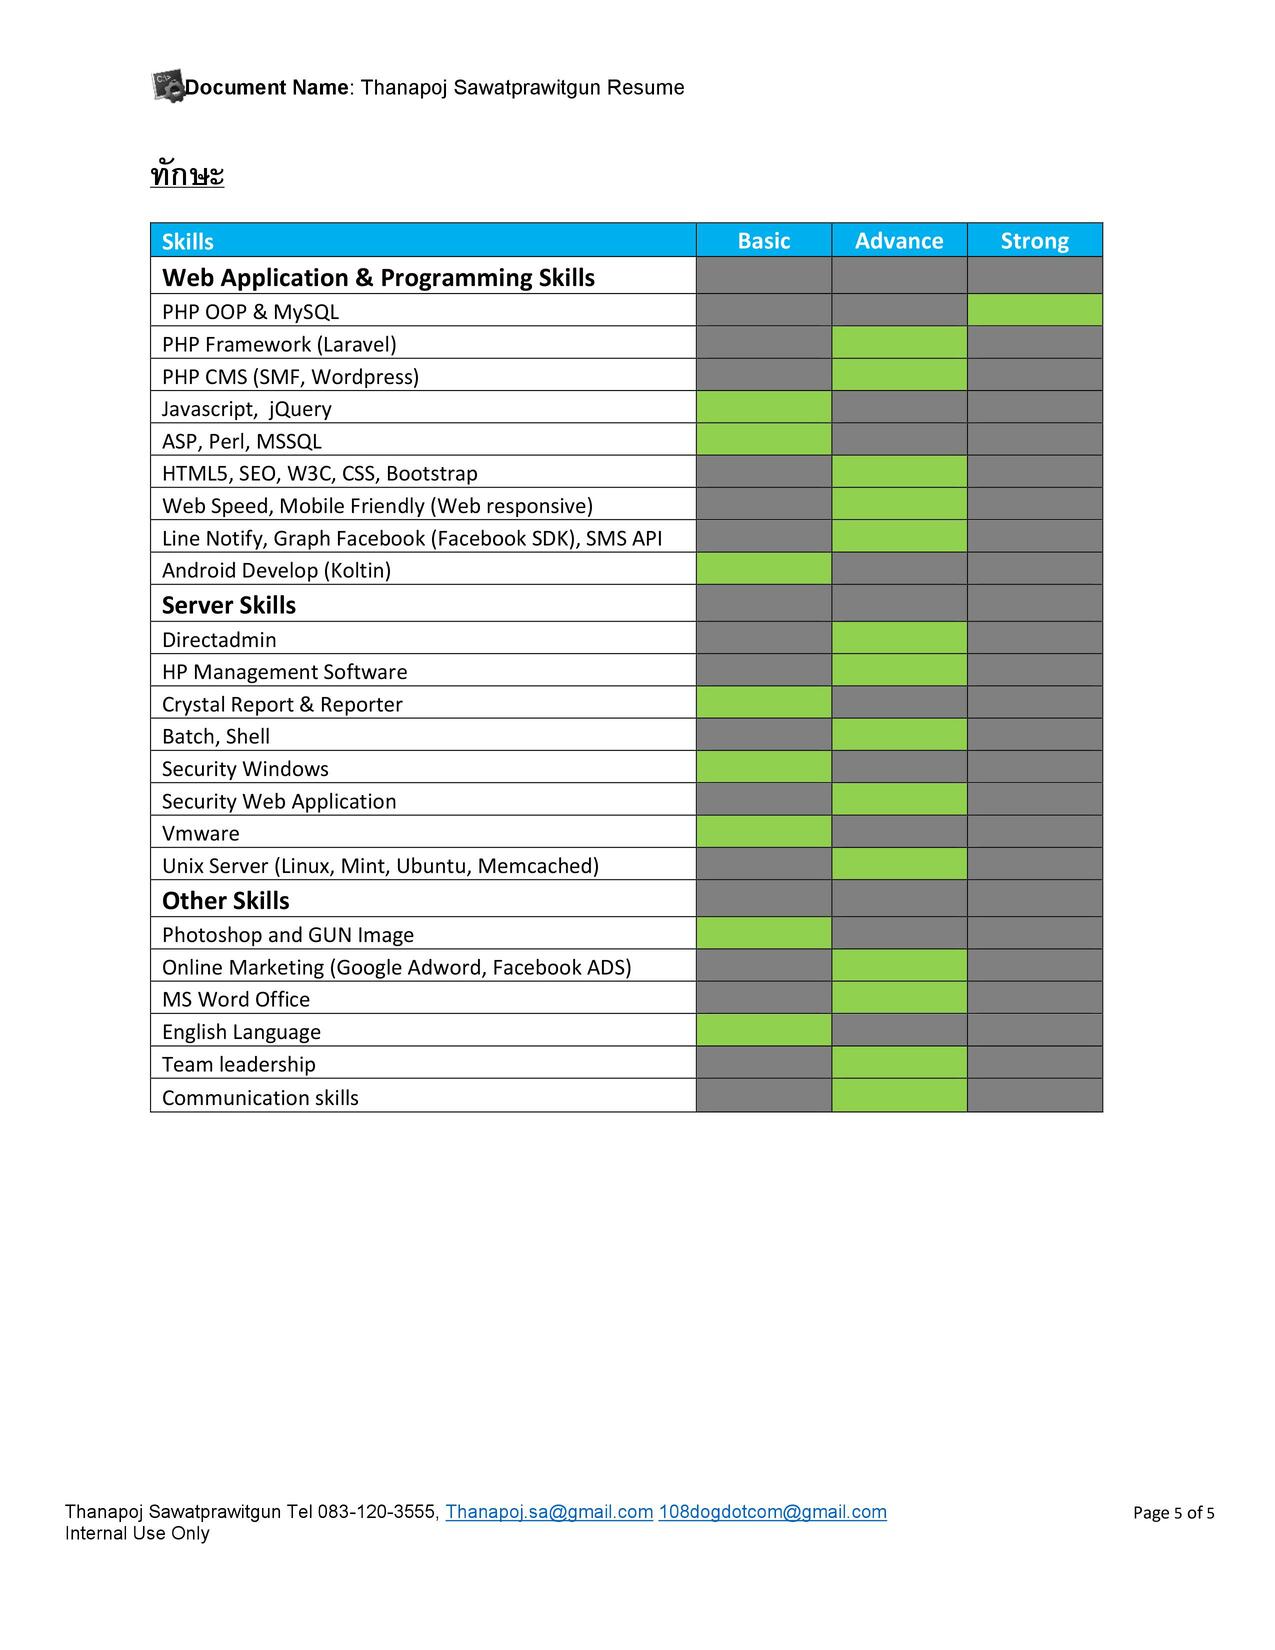 Document Name: Thanapoj Sawatprawitgun Resume
ทักษะ
Skills Basic Advance Strong
Web Application & Programming Skills
PHP OOP & MySQL
PHP Framework (Laravel)
PHP CMS (SMF, Wordpress)
Javascript,  jQuery
ASP, Perl, MSSQL
HTML5, SEO, W3C, CSS, Bootstrap
Web Speed, Mobile Friendly (Web responsive)
Line Notify, Graph Facebook (Facebook SDK), SMS API
Android Develop (Koltin)
Server Skills
Directadmin
HP Management Software
Crystal Report & Reporter
Batch, Shell
Security Windows
Security Web Application
Vmware
Unix Server (Linux, Mint, Ubuntu, Memcached)
Other Skills
Photoshop and GUN Image
Online Marketing (Google Adword, Facebook ADS)
MS Word Office
English Language
Team leadership
Communication skills
Thanapoj Sawatprawitgun Tel 083-120-3555, Thanapoj.sa@gmail.com 108dogdotcom@gmail.com Page 5 of 5
Internal Use Only